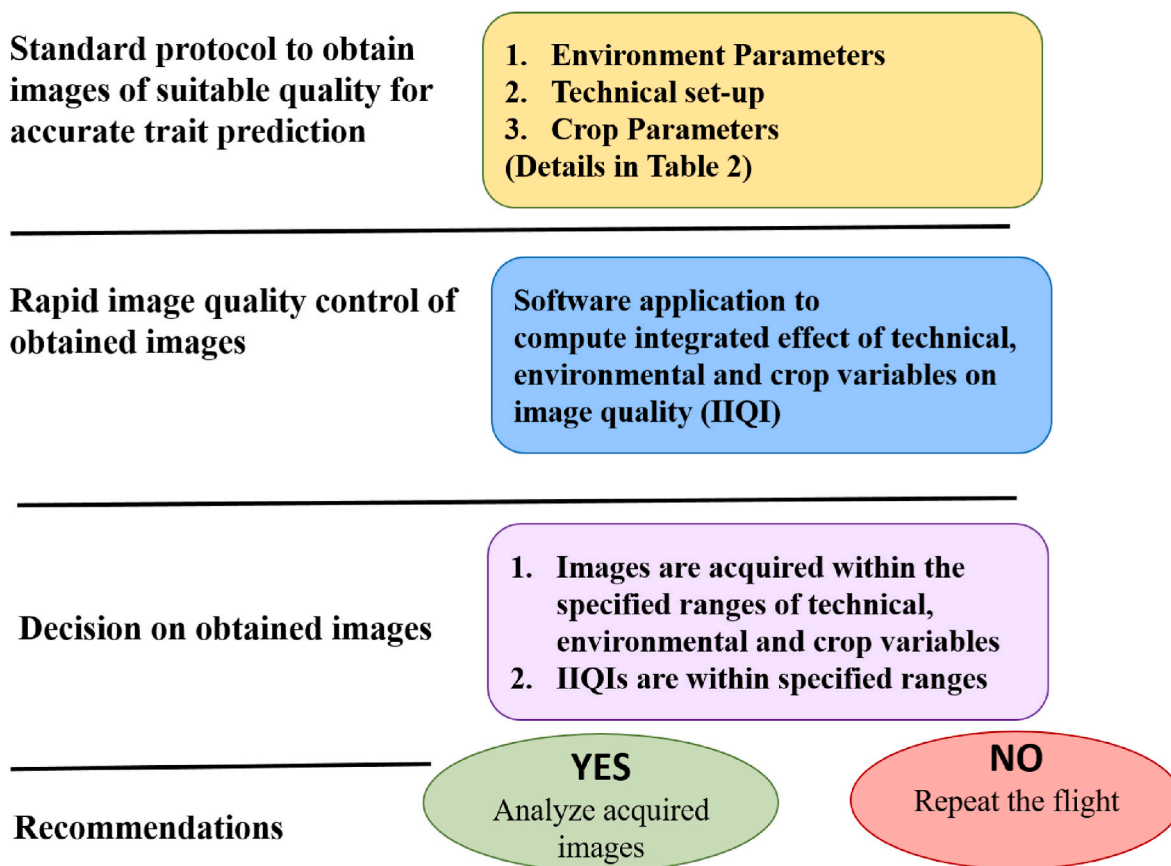 Standard protocol to obtain
images of suitable quality for
accurate trait prediction
1. Environment Parameters
2. Technical set-up
3. Crop Parameters
(Details in Table 2)
Rapid image quality control of
obtained images
Software application to
compute integrated effect of technical,
environmental and crop variables on
image quality (IIQI)
Decision on obtained images
1. Images are acquired within the
specified ranges of technical,
environmental and crop variables
2. IIQIs are within specified ranges
Recommendations
YES
Analyze acquired
images
NO
Repeat the flight